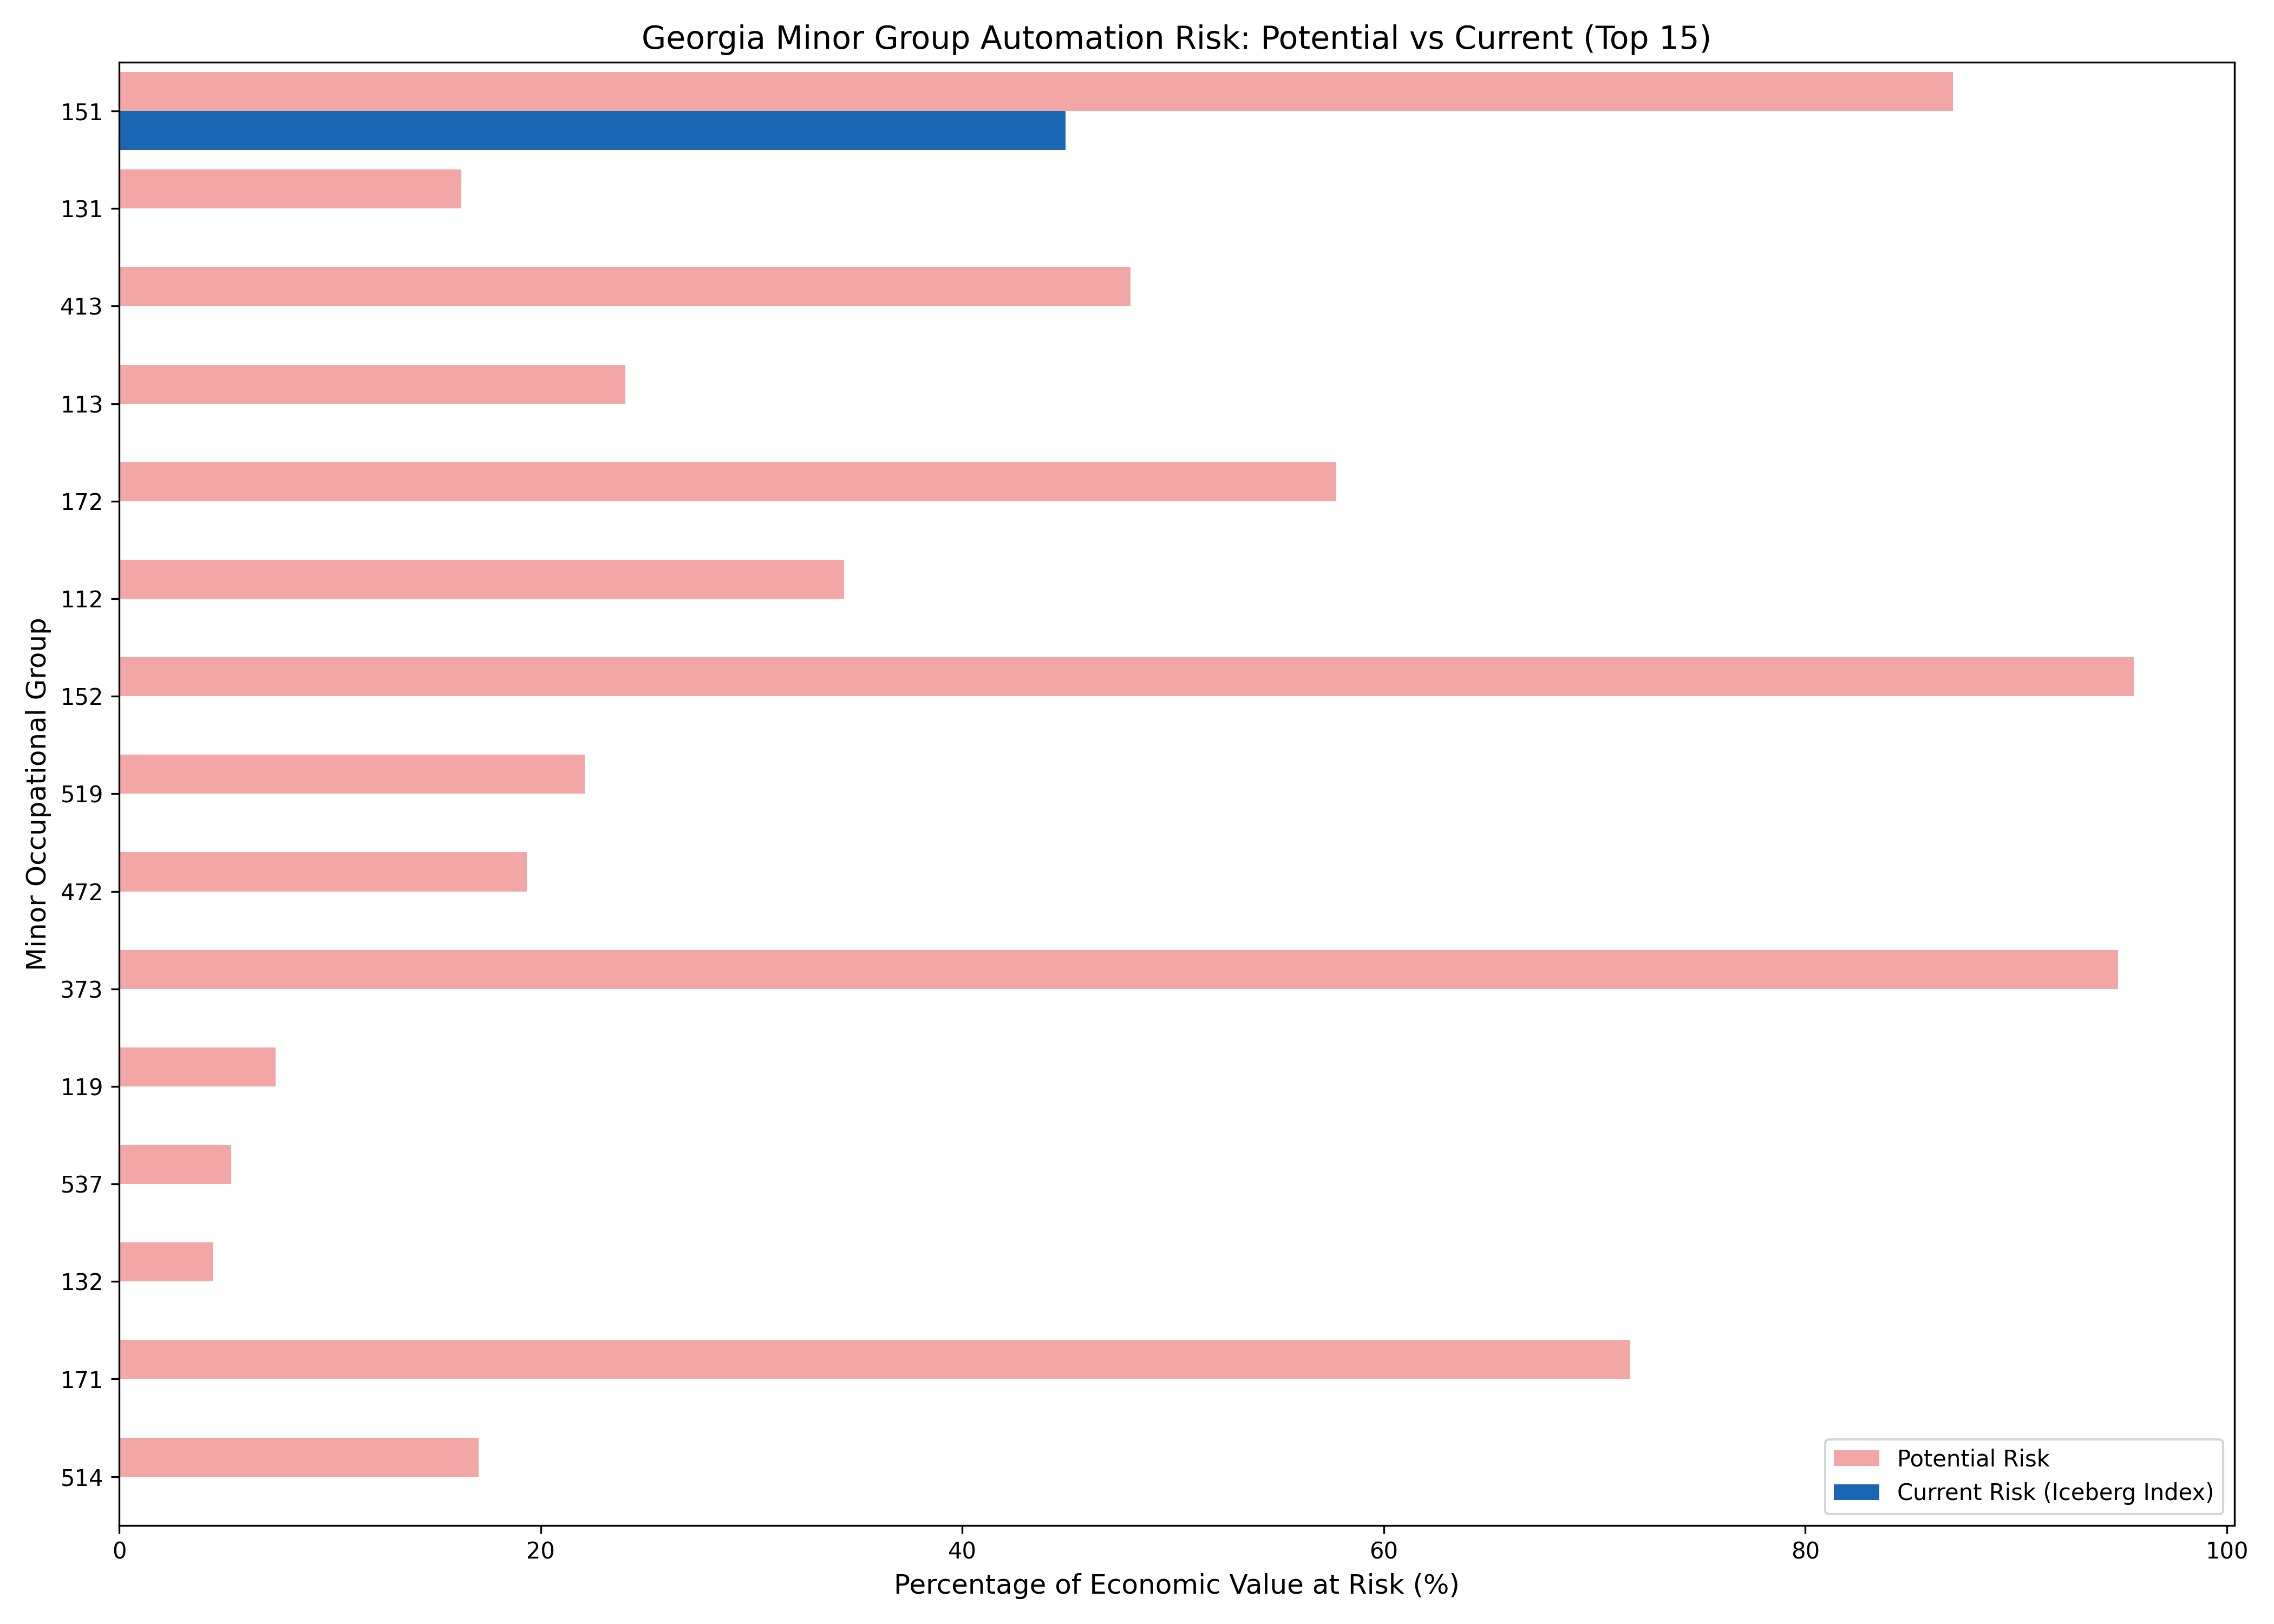 Georgia Minor Group Automation Risk: Potential vs Current (Top 15)
Minor Occupational Group
151
131
413
113
172
112
152
519
472
373
119
537
132
171
514
Potential Risk
Current Risk (Iceberg Index)
0 20 40 60 80 100
Percentage of Economic Value at Risk (%)